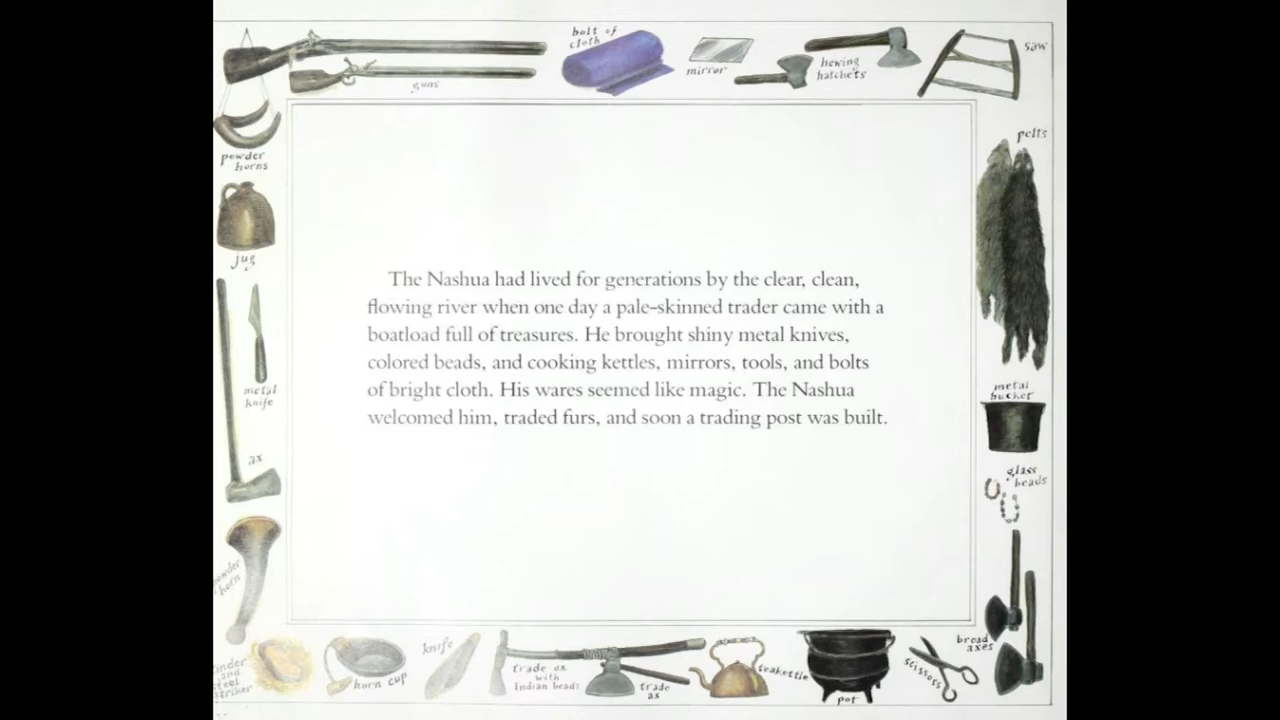 bolt of
cloth
mirror
hewing
hatchets
saw
guns
powder
horns
pelts
jug
The Nashua had lived for generations by the clear, clean,
flowing river when one day a pale-skinned trader came with a
boatload full of treasures. He brought shiny metal knives,
colored beads, and cooking kettles, mirrors, tools, and bolts
of bright cloth. His wares seemed like magic. The Nashua
welcomed him, traded furs, and soon a trading post was built.
metal
knife
metal
bucket
ax
glass
beads
powder
horn
broad
axes
knife
horn cup
trade ax
with
Indian beads
trade
ax
teakettle
pot
scissors
and
striker